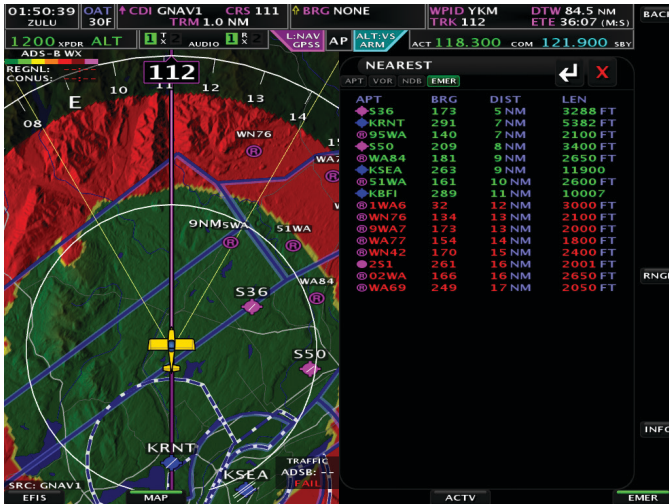 01:50:39 OAT CDI GNAV1 CRS 111 BRG NONE WPID YKM DTW 84.5 NM BACK
ZULU 30F TRM 1.0 NM TRK 112 ETE 36:07 (M:S)
1200 XPDR ALT 1 TX 2 AUDIO 1 RX 2 L:NAV GPSS AP ALT:VS ARM ACT 118.300 COM 121.900 SBY
ADS-B WX
REGNL: --:--
CONUS: --:--
112
08 E 10 11 12 13 14 15
WN76
WA7
9NM
5WA
S1WA
WA84
S36
S50
KRNT
KSEA
TRAFFIC
ADSB: --
FAIL
SRC: GNAV1
NEAREST X
APT VOR NDB EMER
APT BRG DIST LEN
S36 173 5 NM 3288 FT
KRNT 291 7 NM 5382 FT
R 95WA 140 7 NM 2100 FT
S50 209 8 NM 3400 FT
R WA84 181 9 NM 2650 FT
KSEA 263 9 NM 11900
R 51WA 161 10 NM 2600 FT
KBFI 289 11 NM 10007
R 1WA6 32 12 NM 3000 FT
R WN76 134 13 NM 2100 FT
R 9WA7 173 13 NM 2000 FT
R WA77 154 14 NM 1800 FT
R WN42 170 15 NM 2400 FT
2S1 261 16 NM 2001 FT
R 02WA 166 16 NM 2650 FT
R WA69 249 17 NM 2050 FT
RNG
INFO
EFIS MAP ACTV EMER